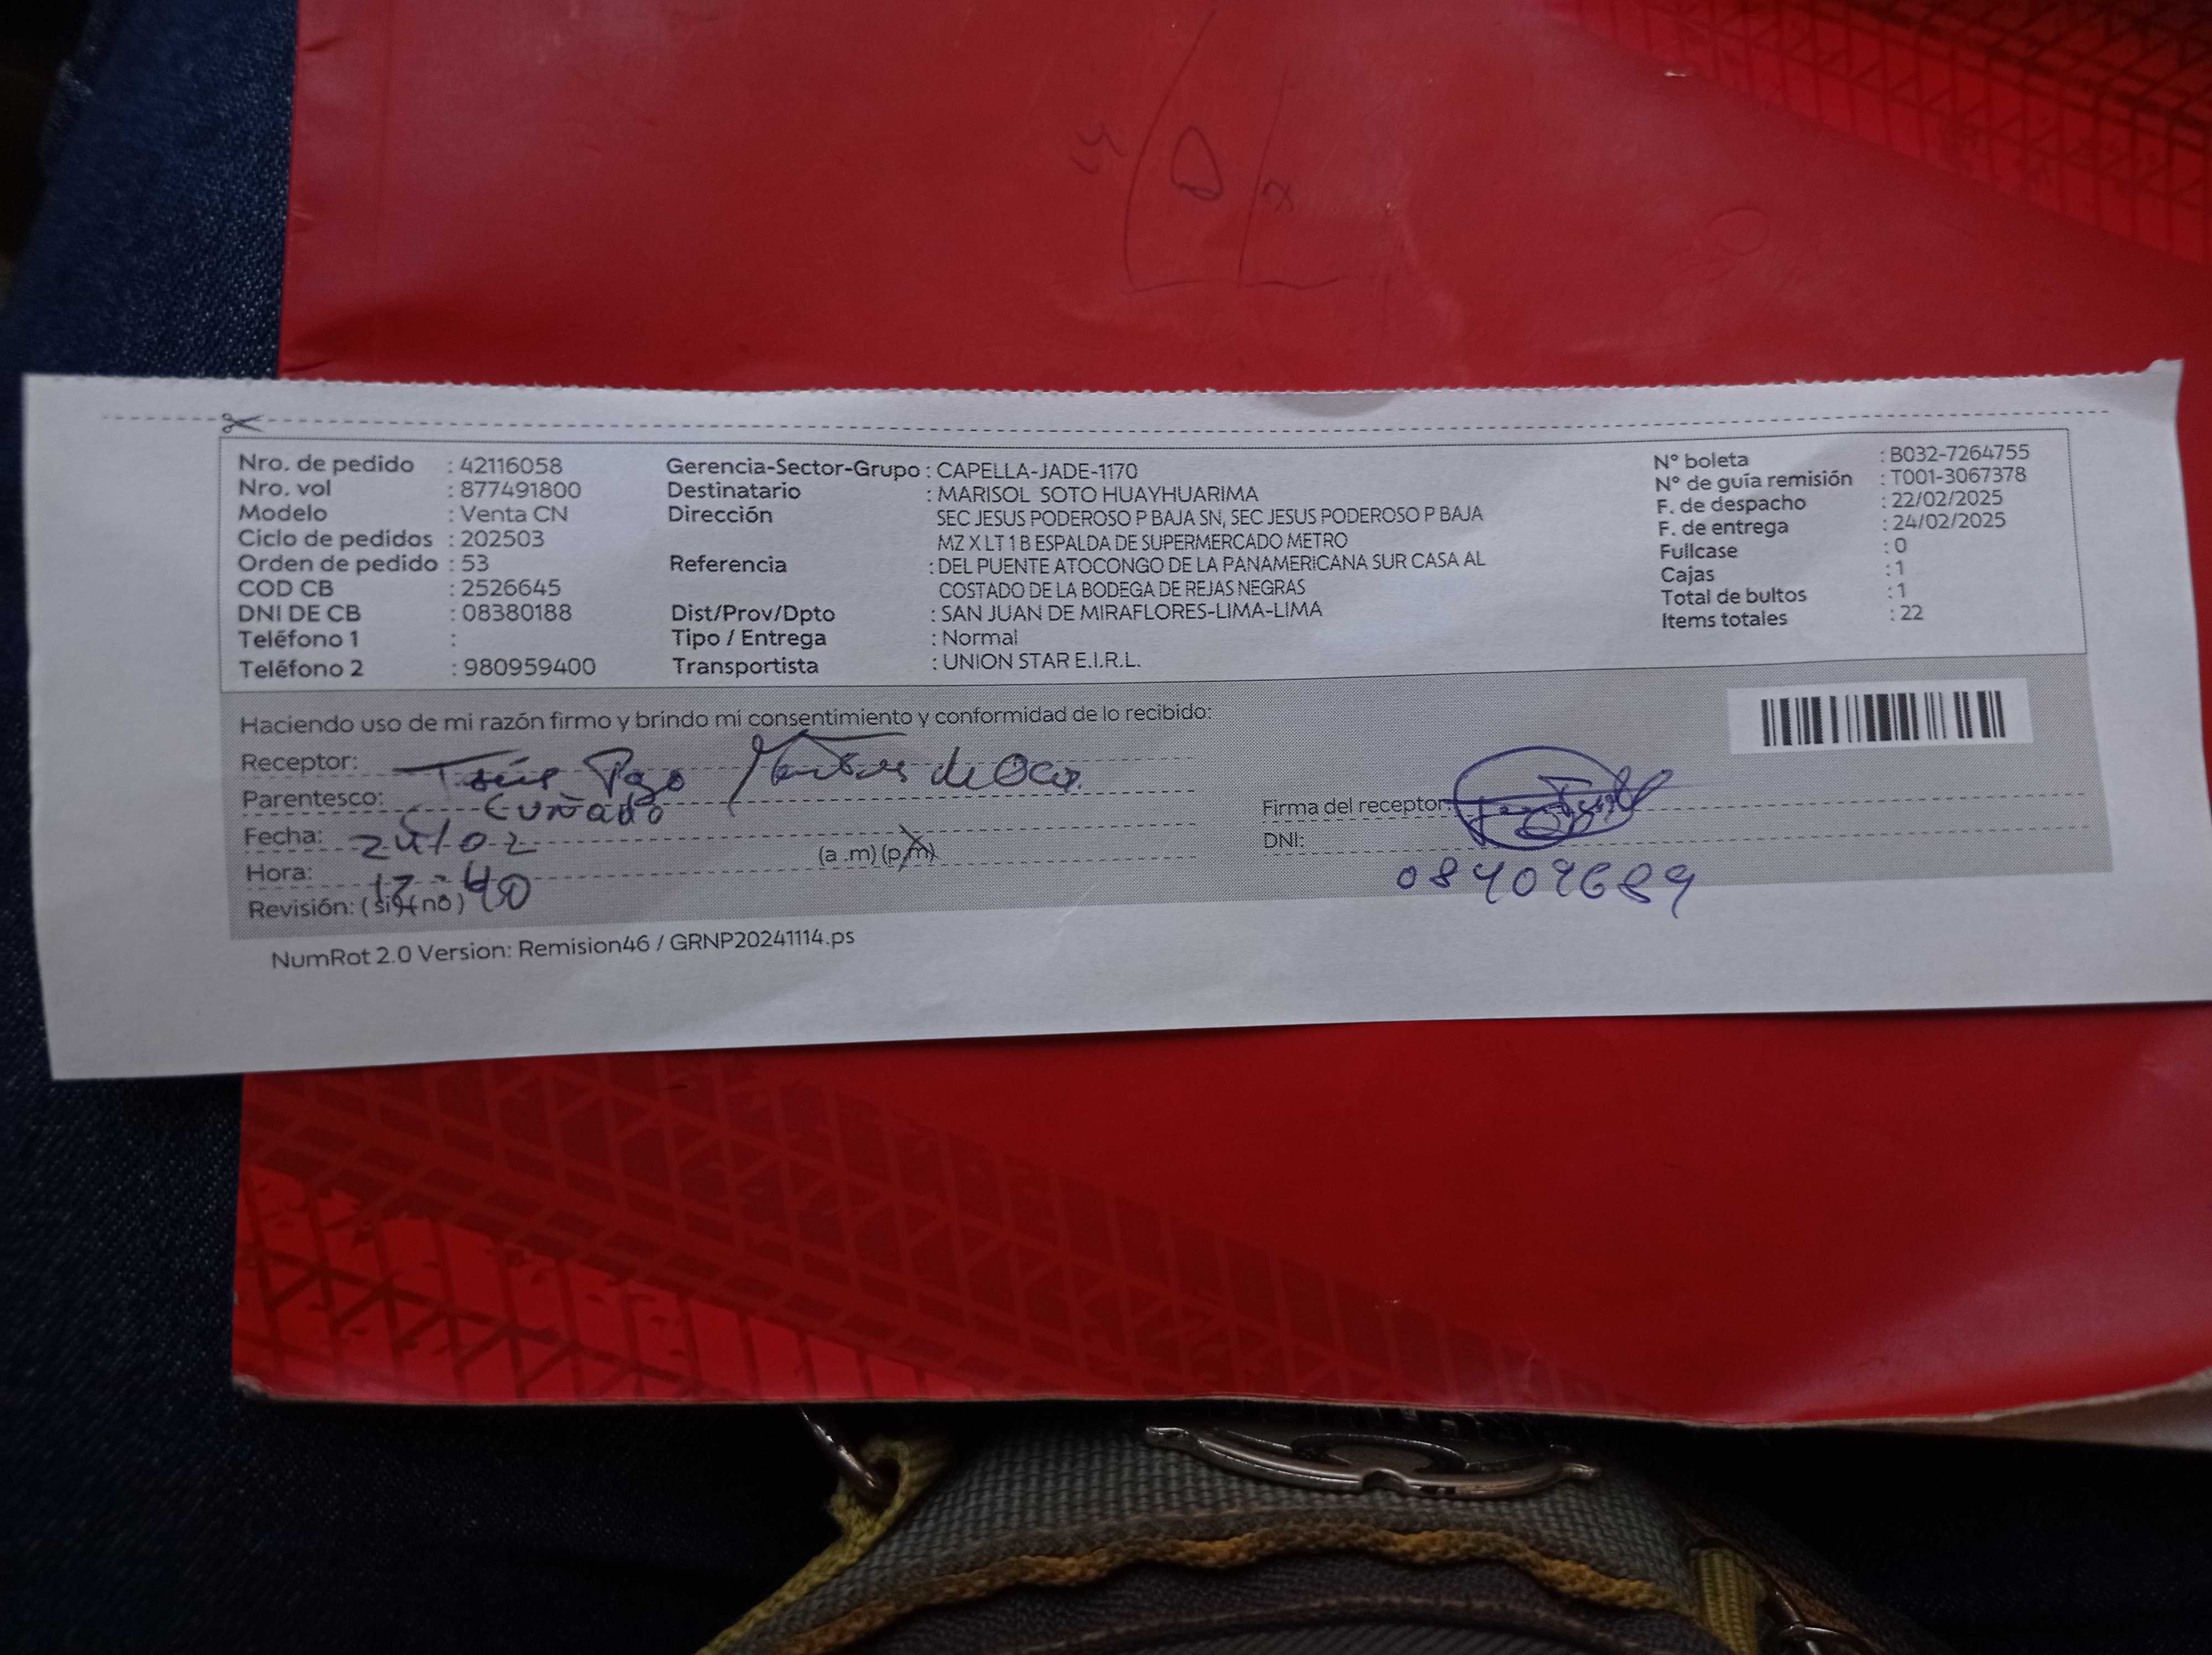 Nro. de pedido : 42116058
Nro. vol : 877491800
Modelo : Venta CN
Ciclo de pedidos : 202503
Orden de pedido : 53
COD CB : 2526645
DNI DE CB : 08380188
Teléfono 1 :
Teléfono 2 : 980959400
Gerencia-Sector-Grupo : CAPELLA-JADE-1170
Destinatario : MARISOL SOTO HUAYHUARIMA
Dirección SEC JESUS PODEROSO P BAJA SN, SEC JESUS PODEROSO P BAJA
MZ X LT 1 B ESPALDA DE SUPERMERCADO METRO
Referencia : DEL PUENTE ATOCONGO DE LA PANAMERICANA SUR CASA AL
COSTADO DE LA BODEGA DE REJAS NEGRAS
Dist/Prov/Dpto : SAN JUAN DE MIRAFLORES-LIMA-LIMA
Tipo / Entrega : Normal
Transportista : UNION STAR E.I.R.L.
N° boleta : B032-7264755
N° de guía remisión : T001-3067378
F. de despacho : 22/02/2025
F. de entrega : 24/02/2025
Fullcase : 0
Cajas : 1
Total de bultos : 1
Items totales : 22
Haciendo uso de mi razón firmo y brindo mi consentimiento y conformidad de lo recibido:
Receptor: de Oca
Parentesco: Cuñado
Fecha: 24/02
Hora: 12:40 (a .m) (p.m)
Revisión: ( si ) ( no )
Firma del receptor:
DNI: 08409689
NumRot 2.0 Version: Remision46 / GRNP20241114.ps